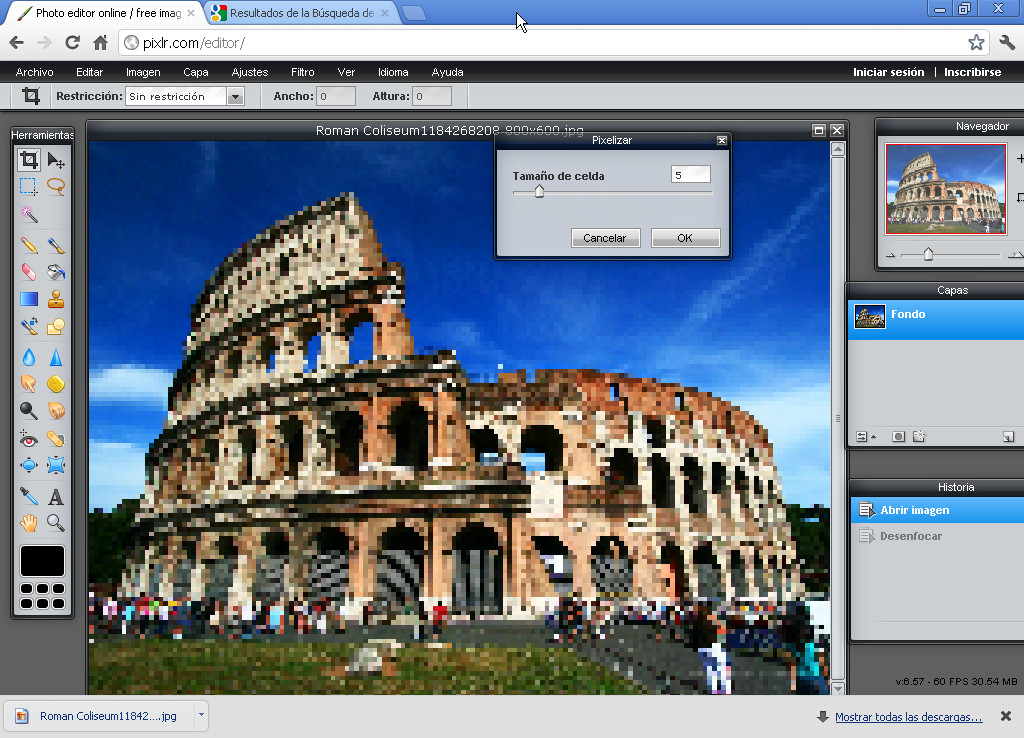 Photo editor online / free imag
Resultados de la Búsqueda de
pixlr.com/editor/
Archivo Editar Imagen Capa Ajustes Filtro Ver Idioma Ayuda Iniciar sesión | Inscribirse
Restricción: Sin restricción Ancho: 0 Altura: 0
Herramientas
Roman Coliseum1184268208_800x600.jpg
Pixelizar
Tamaño de celda 5
Cancelar OK
Navegador
Capas
Fondo
Historia
Abrir imagen
Desenfocar
v:6.57 - 60 FPS 30.54 MB
Roman Coliseum11842....jpg
Mostrar todas las descargas...